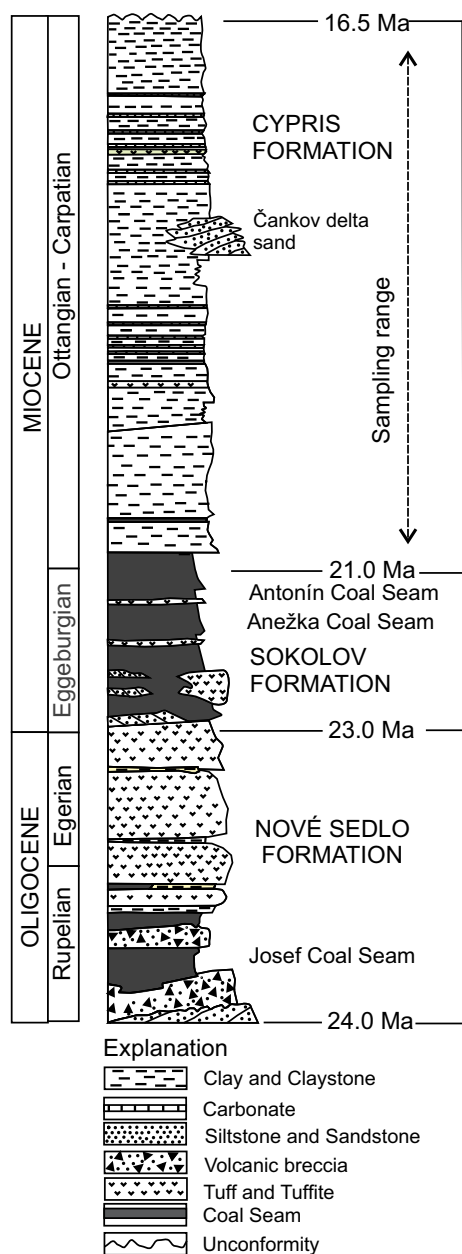 16.5 Ma
CYPRIS
FORMATION
Čankov delta
sand
Sampling range
MIOCENE
Ottangian - Carpatian
21.0 Ma
Antonín Coal Seam
Anežka Coal Seam
SOKOLOV
FORMATION
Eggeburgian
23.0 Ma
OLIGOCENE
Egerian
NOVÉ SEDLO
FORMATION
Rupelian
Josef Coal Seam
24.0 Ma
Explanation
Clay and Claystone
Carbonate
Siltstone and Sandstone
Volcanic breccia
Tuff and Tuffite
Coal Seam
Unconformity